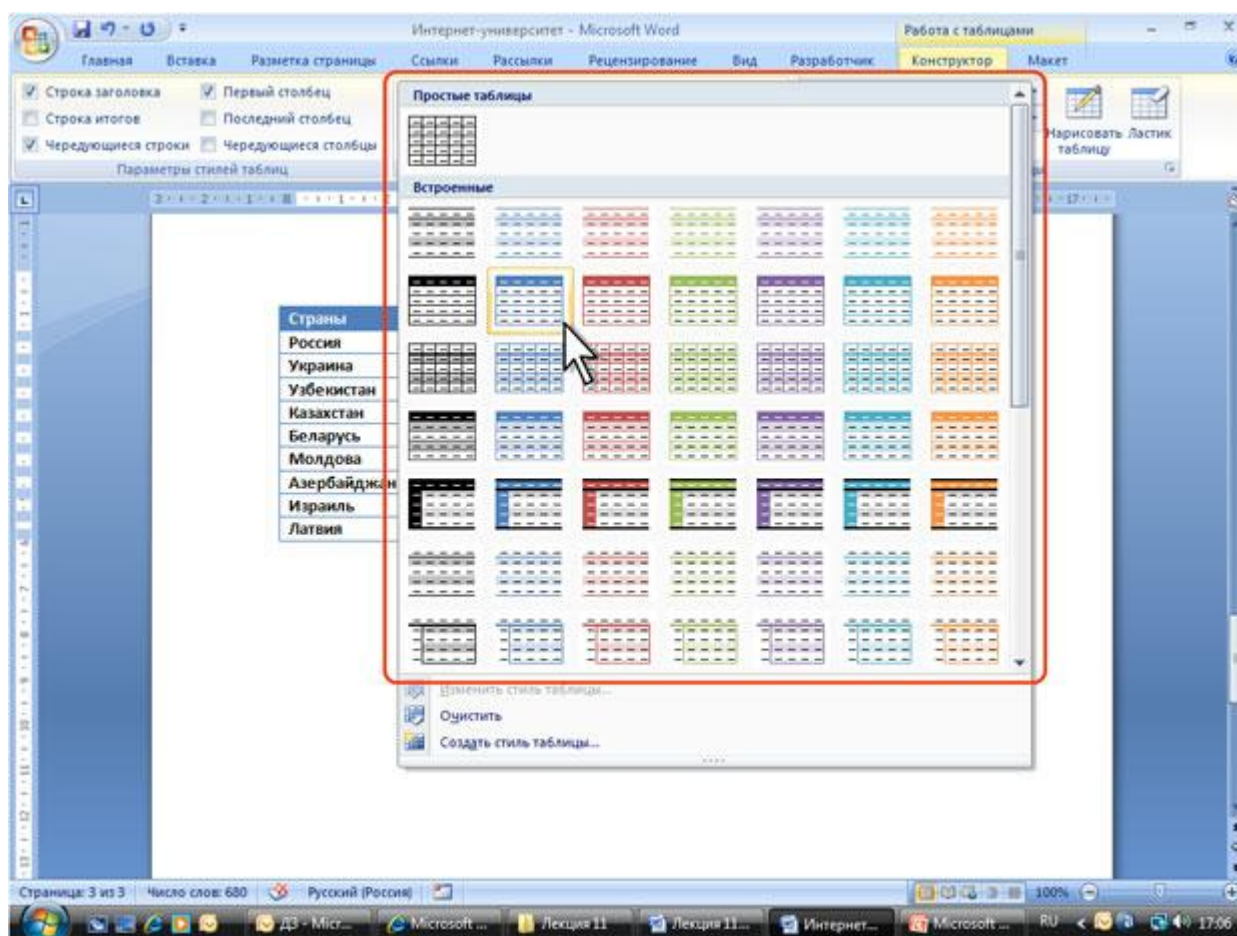 Интернет-университет - Microsoft Word
Работа с таблицами
Главная Вставка Разметка страницы Ссылки Рассылки Рецензирование Вид Разработчик Конструктор Макет
Строка заголовка Первый столбец
Строка итогов Последний столбец
Чередующиеся строки Чередующиеся столбцы
Параметры стилей таблиц
Простые таблицы
Нарисовать таблицу
Ластик
Встроенные
Страны
Россия
Украина
Узбекистан
Казахстан
Беларусь
Молдова
Азербайджан
Израиль
Латвия
Изменить стиль таблицы...
Очистить
Создать стиль таблицы...
Страница: 3 из 3 Число слов: 680 Русский (Россия) 100%
ДЗ - Micr... Microsoft ... Лекция 11 Лекция 11... Интернет... Microsoft ... RU 17:06